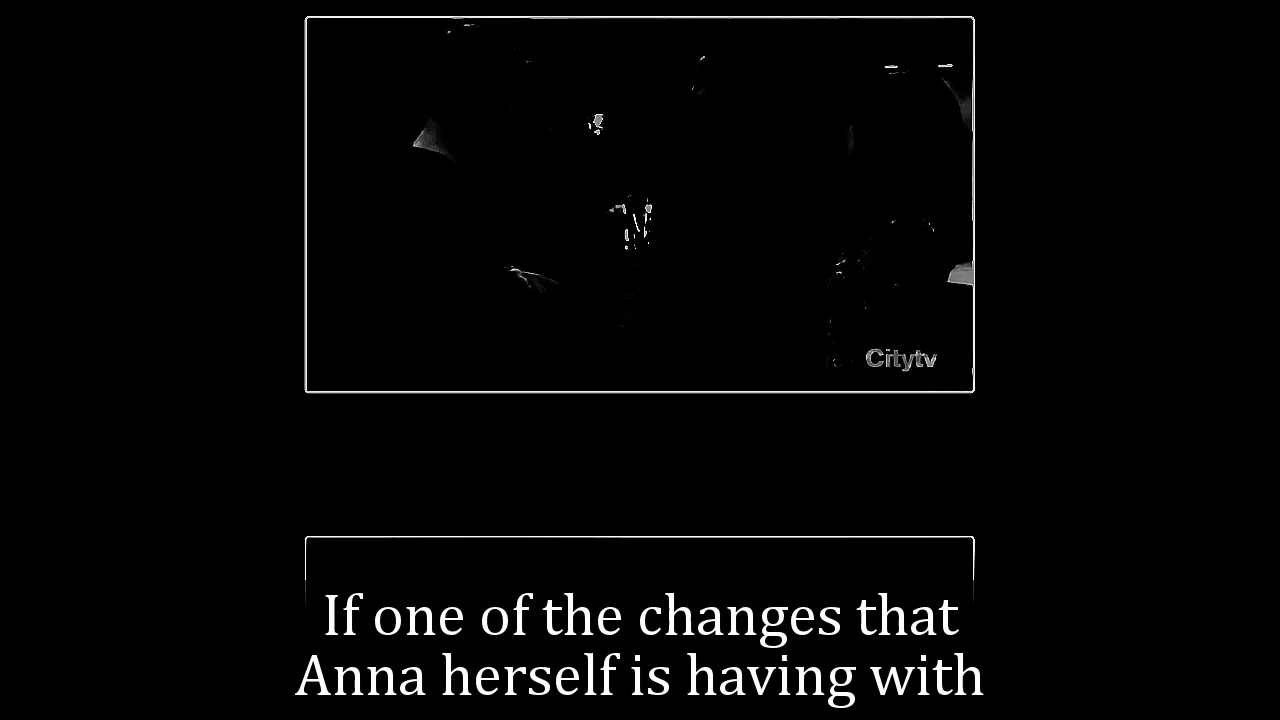 Citytv
If one of the changes that
Anna herself is having with